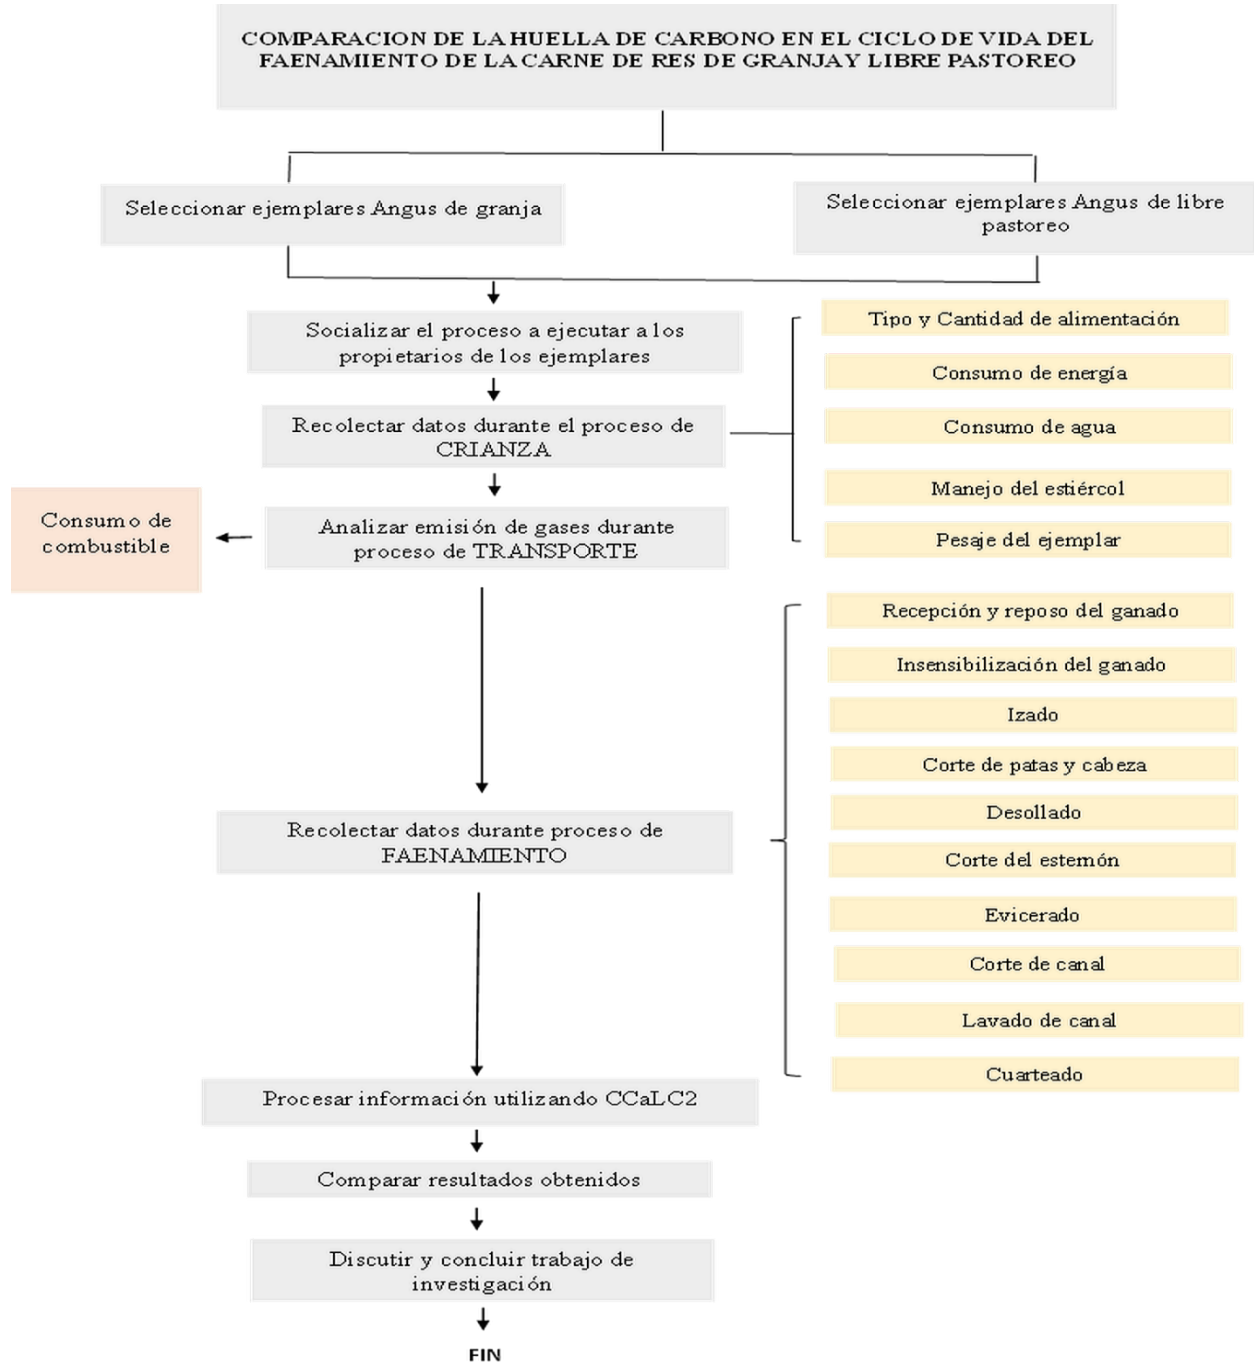 COMPARACION DE LA HUELLA DE CARBONO EN EL CICLO DE VIDA DEL
FAENAMIENTO DE LA CARNE DE RES DE GRANJA Y LIBRE PASTOREO
Seleccionar ejemplares Angus de granja
Seleccionar ejemplares Angus de libre
pastoreo
Socializar el proceso a ejecutar a los
propietarios de los ejemplares
Recolectar datos durante el proceso de
CRIANZA
Tipo y Cantidad de alimentación
Consumo de energía
Consumo de agua
Manejo del estiércol
Pesaje del ejemplar
Analizar emisión de gases durante
proceso de TRANSPORTE
Consumo de
combustible
Recolectar datos durante proceso de
FAENAMIENTO
Recepción y reposo del ganado
Insensibilización del ganado
Izado
Corte de patas y cabeza
Desollado
Corte del estemón
Evicerado
Corte de canal
Lavado de canal
Cuarteado
Procesar información utilizando CCaLC2
Comparar resultados obtenidos
Discutir y concluir trabajo de
investigación
FIN